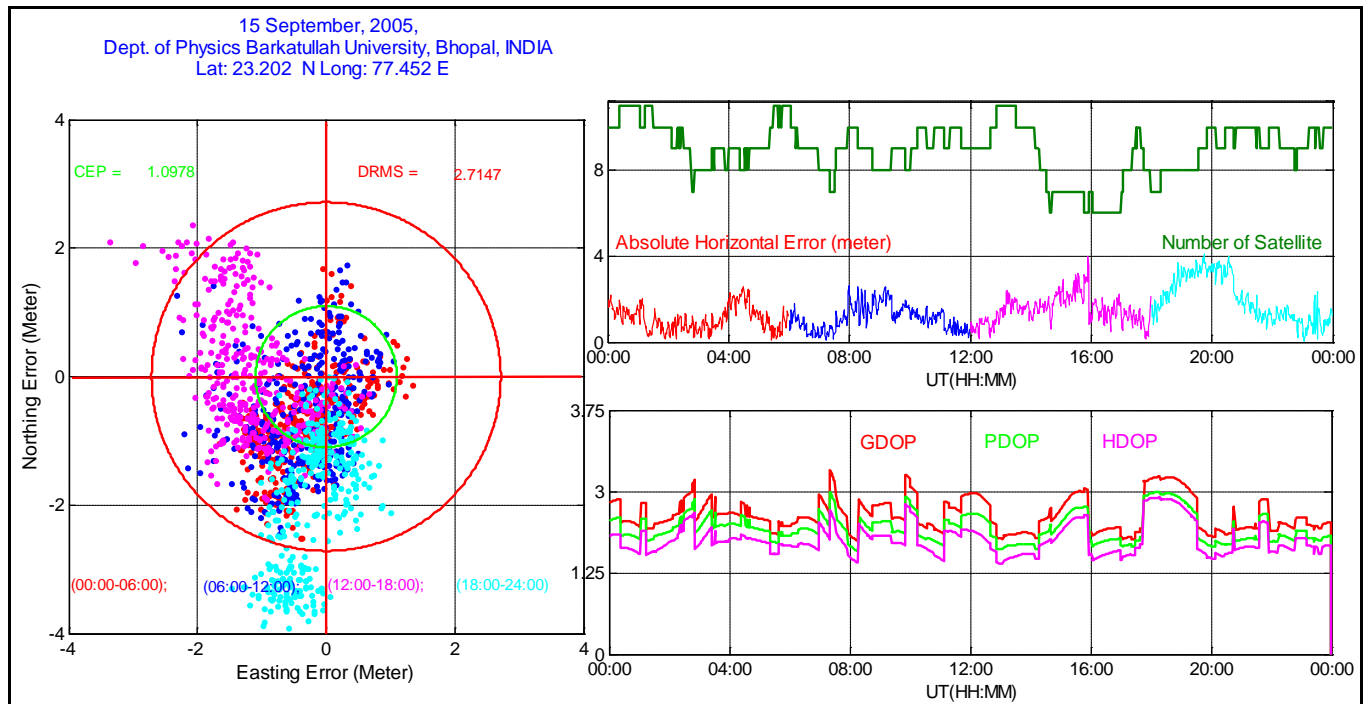 15 September, 2005,
Dept. of Physics Barkatullah University, Bhopal, INDIA
Lat: 23.202 N Long: 77.452 E
4
2
0
-2
-4
Northing Error (Meter)
CEP = 1.0978
DRMS = 2.7147
(00:00-06:00);
(06:00-12:00);
(12:00-18:00);
(18:00-24:00)
-4 -2 0 2 4
Easting Error (Meter)
8
4
0
Absolute Horizontal Error (meter)
Number of Satellite
00:00 04:00 08:00 12:00 16:00 20:00 00:00
UT(HH:MM)
3.75
3
1.25
0
GDOP PDOP HDOP
00:00 04:00 08:00 12:00 16:00 20:00 00:00
UT(HH:MM)